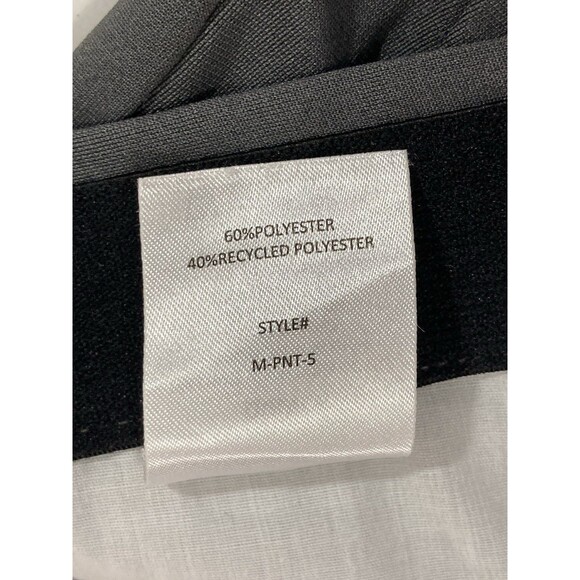 60%POLYESTER
40%RECYCLED POLYESTER
STYLE#
M-PNT-5